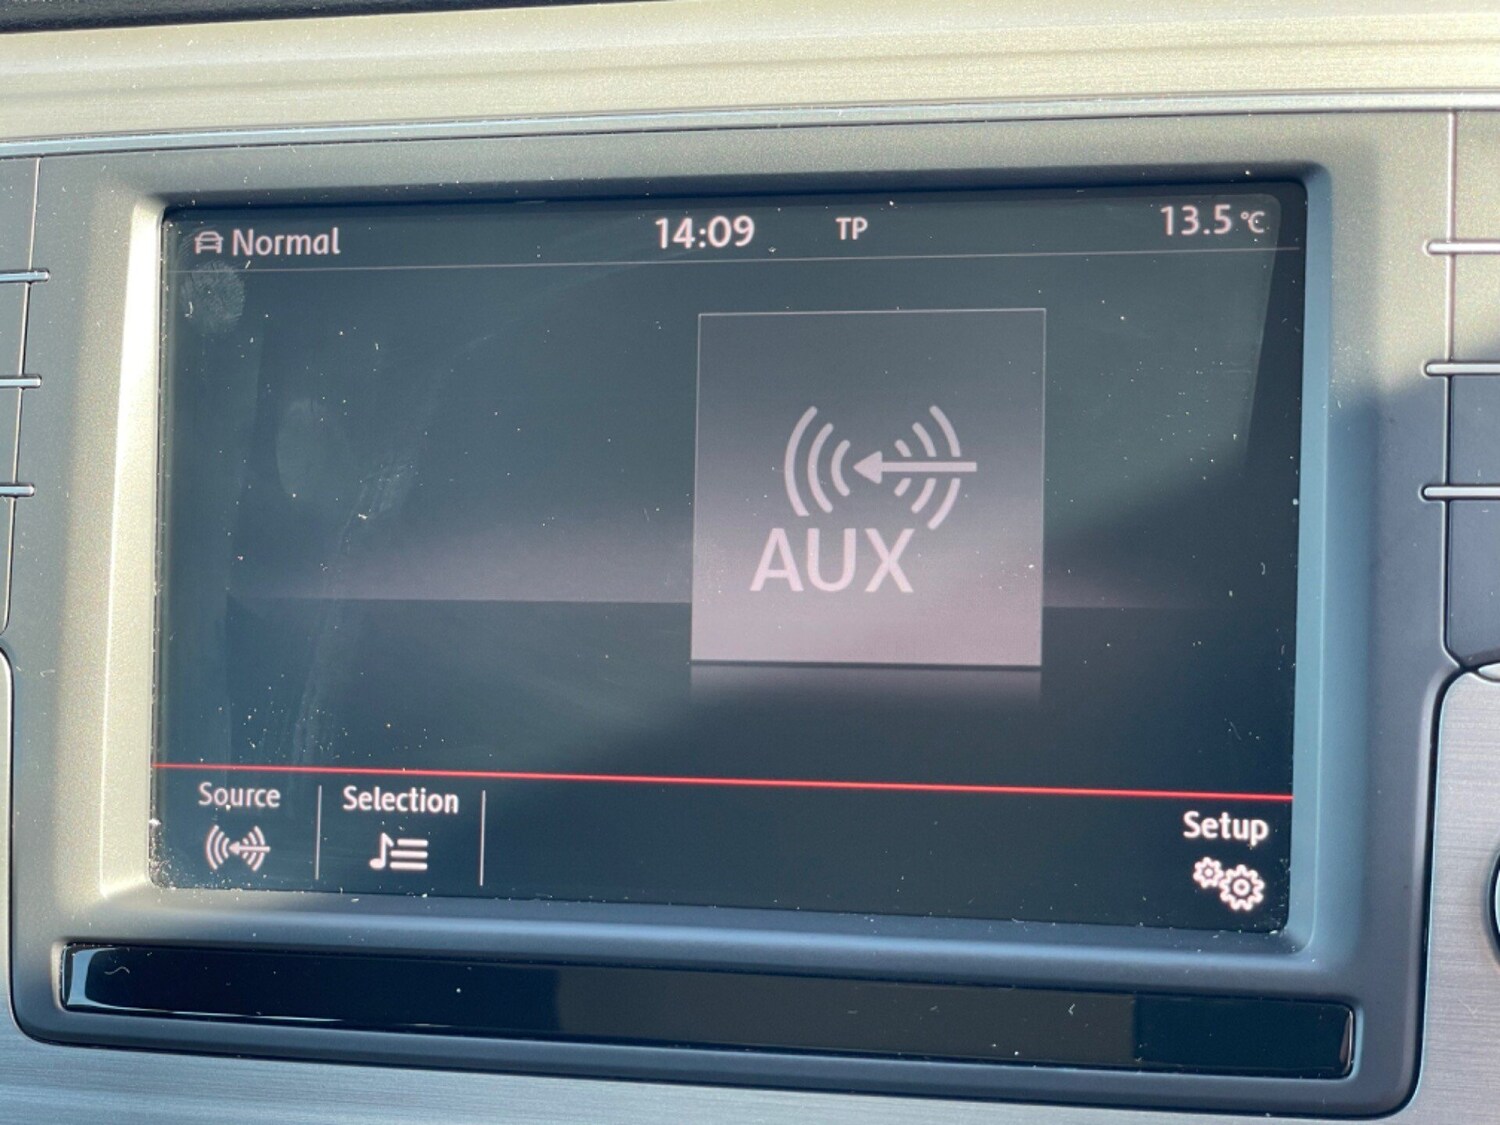 Normal 14:09 TP 13.5 °C
AUX
Source Selection Setup